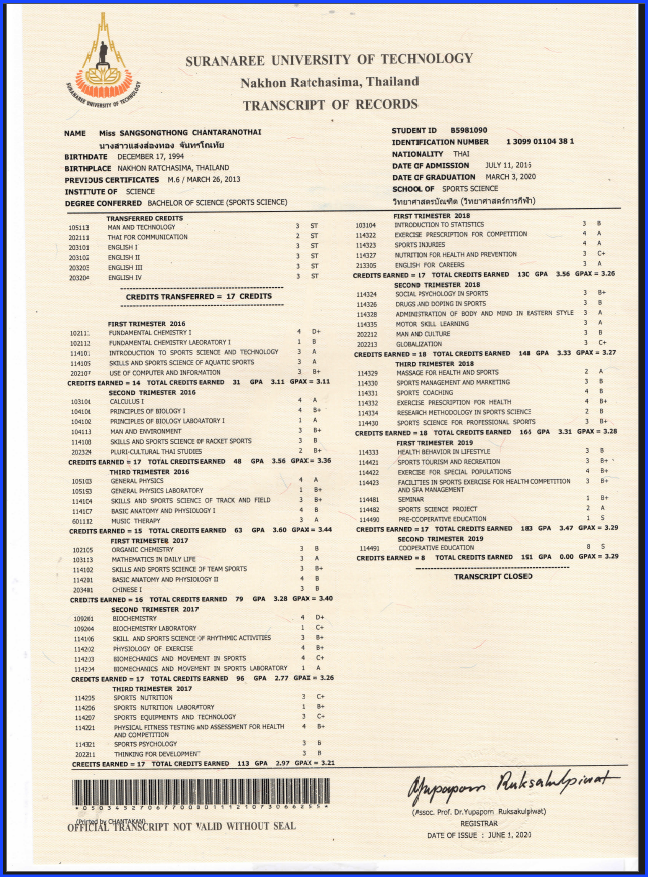 SURANAREE UNIVERSITY OF TECHNOLOGY
SURANAREE UNIVERSITY OF TECHNOLOGY
Nakhon Ratchasima, Thailand
TRANSCRIPT OF RECORDS
NAME Miss SANGSONGTHONG CHANTARANOTHAI
นางสาวแสงส่องทอง จันทรโณทัย
BIRTHDATE DECEMBER 17, 1994
BIRTHPLACE NAKHON RATCHASIMA, THAILAND
PREVIOUS CERTIFICATES M.6 / MARCH 26, 2013
INSTITUTE OF SCIENCE
DEGREE CONFERRED BACHELOR OF SCIENCE (SPORTS SCIENCE)
STUDENT ID B5981090
IDENTIFICATION NUMBER 1 3099 01104 38 1
NATIONALITY THAI
DATE OF ADMISSION JULY 11, 2016
DATE OF GRADUATION MARCH 3, 2020
SCHOOL OF SPORTS SCIENCE
วิทยาศาสตรบัณฑิต (วิทยาศาสตร์การกีฬา)
TRANSFERRED CREDITS
105113 MAN AND TECHNOLOGY 3 ST
202111 THAI FOR COMMUNICATION 2 ST
203101 ENGLISH I 3 ST
203102 ENGLISH II 3 ST
203203 ENGLISH III 3 ST
203204 ENGLISH IV 3 ST
CREDITS TRANSFERRED = 17 CREDITS
FIRST TRIMESTER 2016
102111 FUNDAMENTAL CHEMISTRY I 4 D+
102112 FUNDAMENTAL CHEMISTRY LABORATORY I 1 B
114101 INTRODUCTION TO SPORTS SCIENCE AND TECHNOLOGY 3 A
114105 SKILLS AND SPORTS SCIENCE OF AQUATIC SPORTS 3 A
202107 USE OF COMPUTER AND INFORMATION 3 B+
CREDITS EARNED = 14 TOTAL CREDITS EARNED 31 GPA 3.11 GPAX = 3.11
SECOND TRIMESTER 2016
103101 CALCULUS I 4 A
104101 PRINCIPLES OF BIOLOGY I 4 B+
104102 PRINCIPLES OF BIOLOGY LABORATORY I 1 A
104113 MAN AND ENVIRONMENT 3 B+
114108 SKILLS AND SPORTS SCIENCE OF RACKET SPORTS 3 B
202324 PLURI-CULTURAL THAI STUDIES 2 B+
CREDITS EARNED = 17 TOTAL CREDITS EARNED 48 GPA 3.56 GPAX = 3.36
THIRD TRIMESTER 2016
105103 GENERAL PHYSICS 4 A
105193 GENERAL PHYSICS LABORATORY 1 B+
114104 SKILLS AND SPORTS SCIENCE OF TRACK AND FIELD 3 B+
114107 BASIC ANATOMY AND PHYSIOLOGY I 4 B
601112 MUSIC THERAPY 3 A
CREDITS EARNED = 15 TOTAL CREDITS EARNED 63 GPA 3.60 GPAX = 3.44
FIRST TRIMESTER 2017
102105 ORGANIC CHEMISTRY 3 B
103113 MATHEMATICS IN DAILY LIFE 3 A
114102 SKILLS AND SPORTS SCIENCE OF TEAM SPORTS 3 B+
114201 BASIC ANATOMY AND PHYSIOLOGY II 4 B
203481 CHINESE I 3 B
CREDITS EARNED = 16 TOTAL CREDITS EARNED 79 GPA 3.28 GPAX = 3.40
SECOND TRIMESTER 2017
109201 BIOCHEMISTRY 4 D+
109204 BIOCHEMISTRY LABORATORY 1 C+
114106 SKILL AND SPORTS SCIENCE OF RHYTHMIC ACTIVITIES 3 B+
114202 PHYSIOLOGY OF EXERCISE 4 B+
114203 BIOMECHANICS AND MOVEMENT IN SPORTS 4 C+
114204 BIOMECHANICS AND MOVEMENT IN SPORTS LABORATORY 1 A
CREDITS EARNED = 17 TOTAL CREDITS EARNED 96 GPA 2.77 GPAX = 3.26
THIRD TRIMESTER 2017
114205 SPORTS NUTRITION 3 C+
114206 SPORTS NUTRITION LABORATORY 1 B+
114207 SPORTS EQUIPMENTS AND TECHNOLOGY 3 C+
114221 PHYSICAL FITNESS TESTING AND ASSESSMENT FOR HEALTH 4 B+
AND COMPETITION
114321 SPORTS PSYCHOLOGY 3 B
202211 THINKING FOR DEVELOPMENT 3 B
CREDITS EARNED = 17 TOTAL CREDITS EARNED 113 GPA 2.97 GPAX = 3.21
FIRST TRIMESTER 2018
103104 INTRODUCTION TO STATISTICS 3 B
114322 EXERCISE PRESCRIPTION FOR COMPETITION 4 A
114323 SPORTS INJURIES 4 A
114327 NUTRITION FOR HEALTH AND PREVENTION 3 C+
213305 ENGLISH FOR CAREERS 3 A
CREDITS EARNED = 17 TOTAL CREDITS EARNED 130 GPA 3.56 GPAX = 3.26
SECOND TRIMESTER 2018
114324 SOCIAL PSYCHOLOGY IN SPORTS 3 B+
114326 DRUGS AND DOPING IN SPORTS 3 B
114328 ADMINISTRATION OF BODY AND MIND IN EASTERN STYLE 3 A
114335 MOTOR SKILL LEARNING 3 A
202212 MAN AND CULTURE 3 B
202213 GLOBALIZATION 3 C+
CREDITS EARNED = 18 TOTAL CREDITS EARNED 148 GPA 3.33 GPAX = 3.27
THIRD TRIMESTER 2018
114329 MASSAGE FOR HEALTH AND SPORTS 2 A
114330 SPORTS MANAGEMENT AND MARKETING 3 B
114331 SPORTS COACHING 4 B
114332 EXERCISE PRESCRIPTION FOR HEALTH 4 B+
114334 RESEARCH METHODOLOGY IN SPORTS SCIENCE 2 B
114430 SPORTS SCIENCE FOR PROFESSIONAL SPORTS 3 B+
CREDITS EARNED = 18 TOTAL CREDITS EARNED 166 GPA 3.31 GPAX = 3.28
FIRST TRIMESTER 2019
114333 HEALTH BEHAVIOR IN LIFESTYLE 3 B
114421 SPORTS TOURISM AND RECREATION 3 B+
114422 EXERCISE FOR SPECIAL POPULATIONS 4 B+
114423 FACILITIES IN SPORTS EXERCISE FOR HEALTH COMPETITION 3 B+
AND SPA MANAGEMENT
114481 SEMINAR 1 B+
114482 SPORTS SCIENCE PROJECT 2 A
114490 PRE-COOPERATIVE EDUCATION 1 S
CREDITS EARNED = 17 TOTAL CREDITS EARNED 183 GPA 3.47 GPAX = 3.29
SECOND TRIMESTER 2019
114491 COOPERATIVE EDUCATION 8 S
CREDITS EARNED = 8 TOTAL CREDITS EARNED 191 GPA 0.00 GPAX = 3.29
TRANSCRIPT CLOSED
(Printed by CHANTAKAN)
OFFICIAL TRANSCRIPT NOT VALID WITHOUT SEAL
Yupaporn Ruksakulpiwat
(Assoc. Prof. Dr.Yupaporn Ruksakulpiwat)
REGISTRAR
DATE OF ISSUE : JUNE 1, 2020